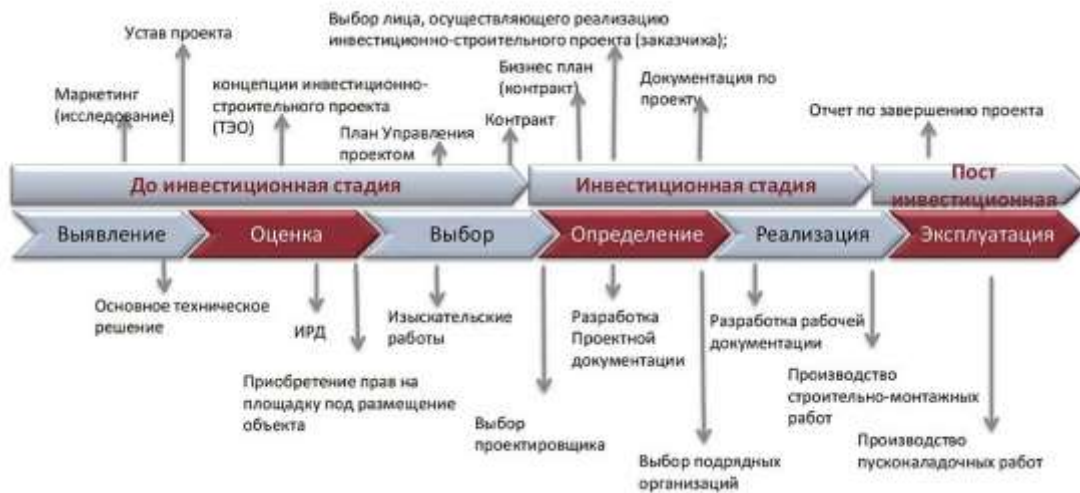 Устав проекта
Выбор лица, осуществляющего реализацию
инвестиционно-строительного проекта (заказчика);
Маркетинг
(исследование)
концепции инвестиционно-
строительного проекта
(ТЭО)
План Управления
проектом
Контракт
Бизнес план
(контракт)
Документация по
проекту
Отчет по завершению проекта
До инвестиционная стадия
Инвестиционная стадия
Пост
инвестиционная
Выявление
Оценка
Выбор
Определение
Реализация
Эксплуатация
Основное техническое
решение
ИРД
Приобретение прав на
площадку под размещение
объекта
Изыскательские
работы
Выбор
проектировщика
Разработка
Проектной
документации
Выбор подрядных
организаций
Разработка рабочей
документации
Производство
строительно-монтажных
работ
Производство
пусконаладочных работ